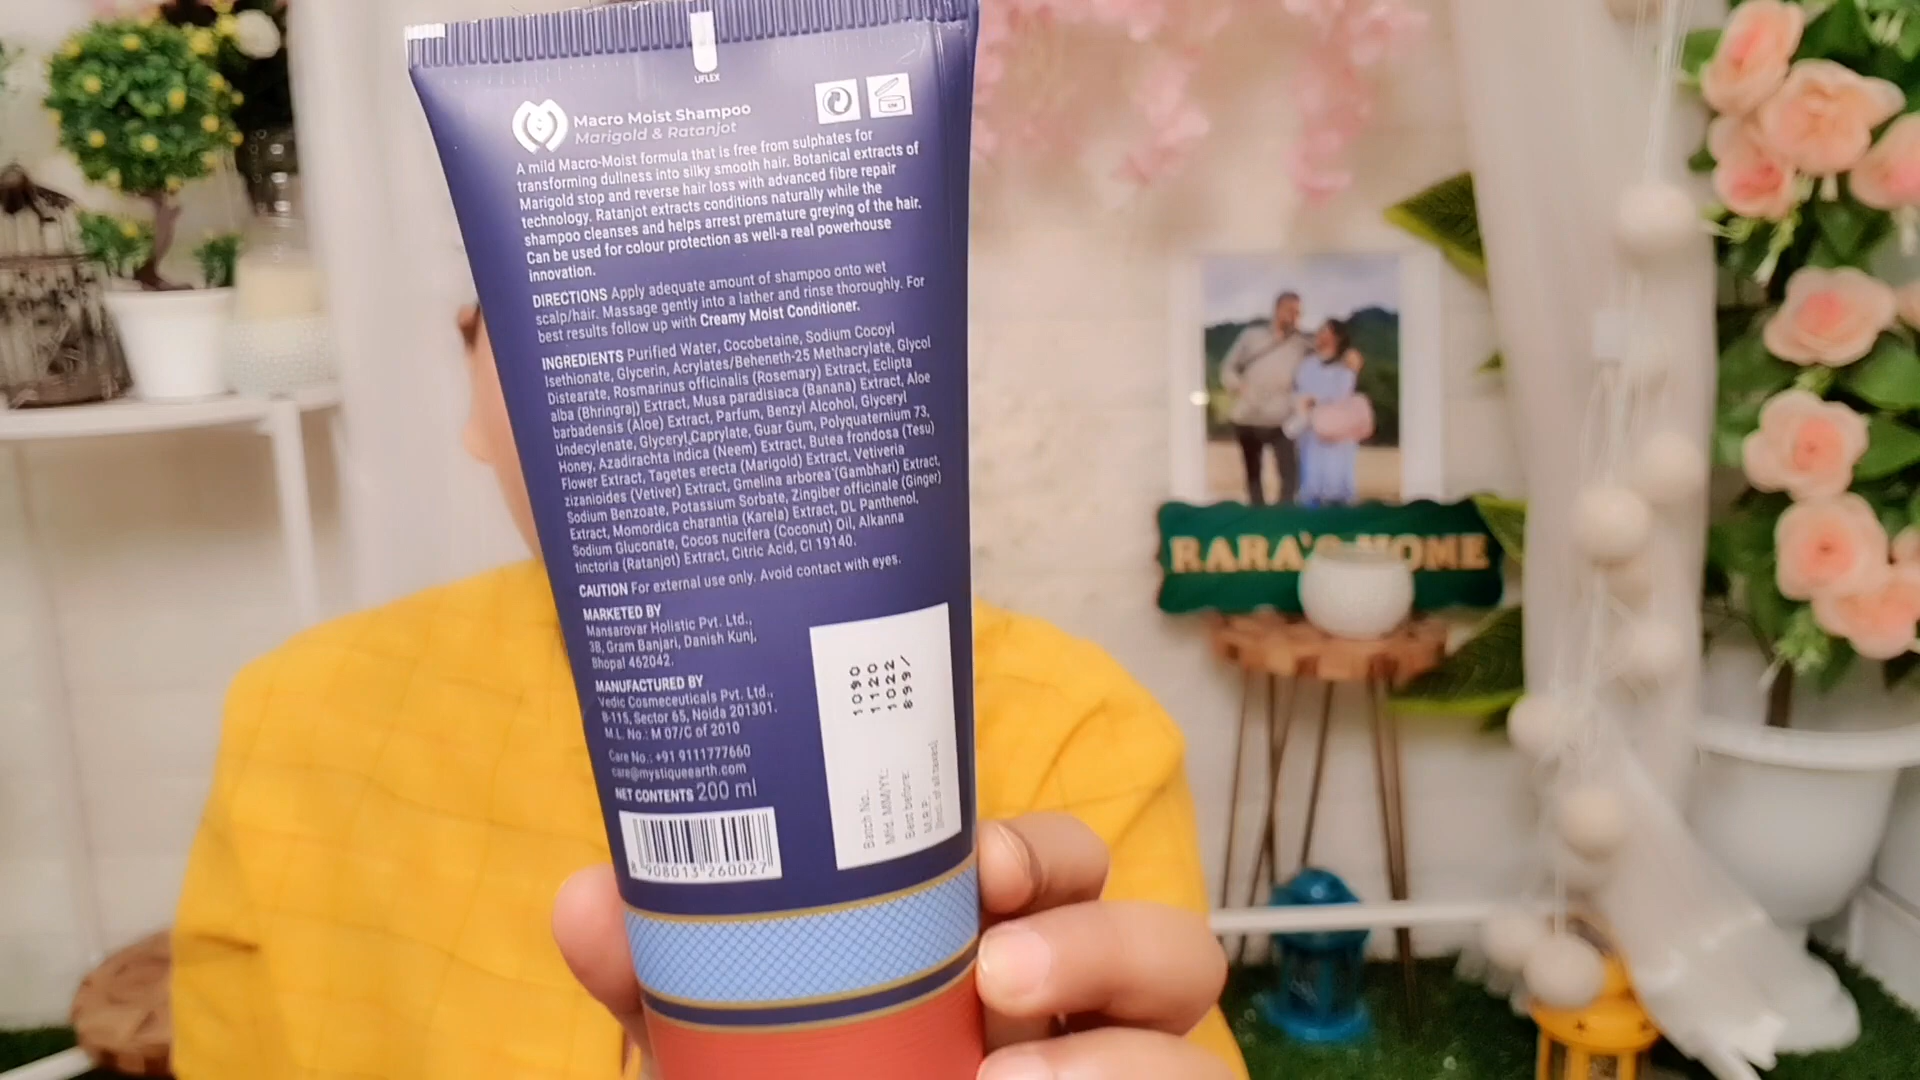 UFLEX
Macro Moist Shampoo
Marigold & Ratanjot
A mild Macro-Moist formula that is free from sulphates for
transforming dullness into silky smooth hair. Botanical extracts of
Marigold stop and reverse hair loss with advanced fibre repair
technology. Ratanjot extracts conditions naturally while the
shampoo cleanses and helps arrest premature greying of the hair.
Can be used for colour protection as well-a real powerhouse
innovation.
DIRECTIONS Apply adequate amount of shampoo onto wet
scalp/hair. Massage gently into a lather and rinse thoroughly. For
best results follow up with Creamy Moist Conditioner.
INGREDIENTS Purified Water, Cocobetaine, Sodium Cocoyl
Isethionate, Glycerin, Acrylates/Beheneth-25 Methacrylate, Glycol
Distearate, Rosmarinus officinalis (Rosemary) Extract, Eclipta
alba (Bhringraj) Extract, Musa paradisiaca (Banana) Extract, Aloe
barbadensis (Aloe) Extract, Parfum, Benzyl Alcohol, Glyceryl
Undecylenate, Glyceryl Caprylate, Guar Gum, Polyquaternium 73,
Honey, Azadirachta indica (Neem) Extract, Butea frondosa (Tesu)
Flower Extract, Tagetes erecta (Marigold) Extract, Vetiveria
zizanioides (Vetiver) Extract, Gmelina arborea (Gambhari) Extract,
Sodium Benzoate, Potassium Sorbate, Zingiber officinale (Ginger)
Extract, Momordica charantia (Karela) Extract, DL Panthenol,
Sodium Gluconate, Cocos nucifera (Coconut) Oil, Alkanna
tinctoria (Ratanjot) Extract, Citric Acid, CI 19140.
CAUTION For external use only. Avoid contact with eyes.
MARKETED BY
Mansarovar Holistic Pvt. Ltd.,
3B, Gram Banjari, Danish Kunj,
Bhopal 462042.
MANUFACTURED BY
Vedic Cosmeceuticals Pvt. Ltd.,
B-115, Sector 65, Noida 201301.
M.L. No.: M 07/C of 2010
Care No.: +91 9111777660
care@mystiqueearth.com
NET CONTENTS 200 ml
8 908013 260027
Batch No.: 1090
Mfd. MM/YY.: 1120
Best before: 1022
M.R.P.: 899/
(Incl. of all taxes)
RARA'S HOME